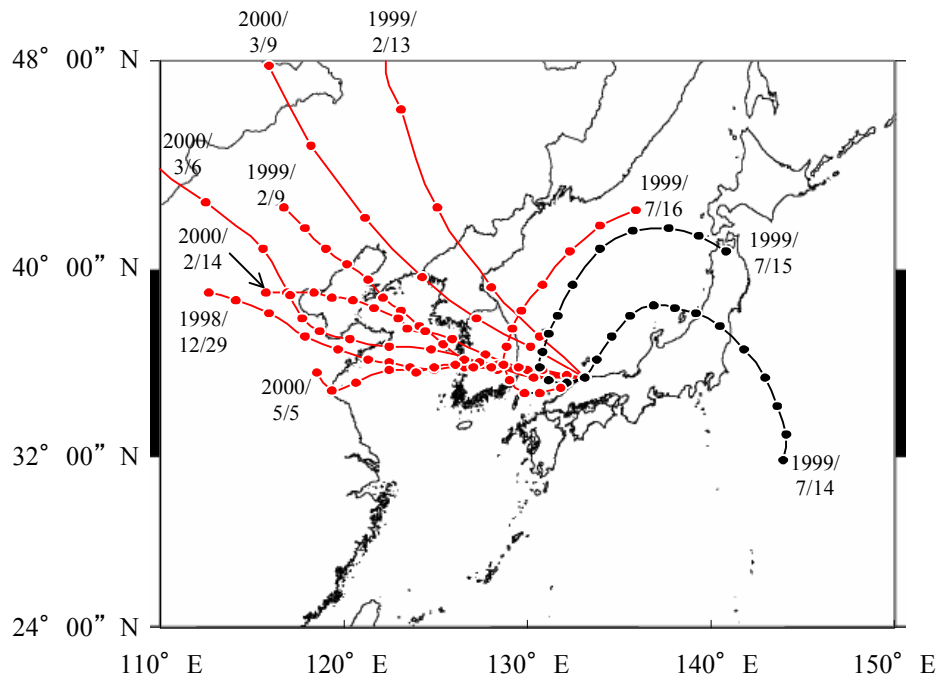 2000/
3/9
1999/
2/13
48° 00” N
2000/
3/6
1999/
2/9
1999/
7/16
2000/
2/14
1999/
7/15
40° 00” N
1998/
12/29
2000/
5/5
32° 00” N
1999/
7/14
24° 00” N
110° E
120° E
130° E
140° E
150° E